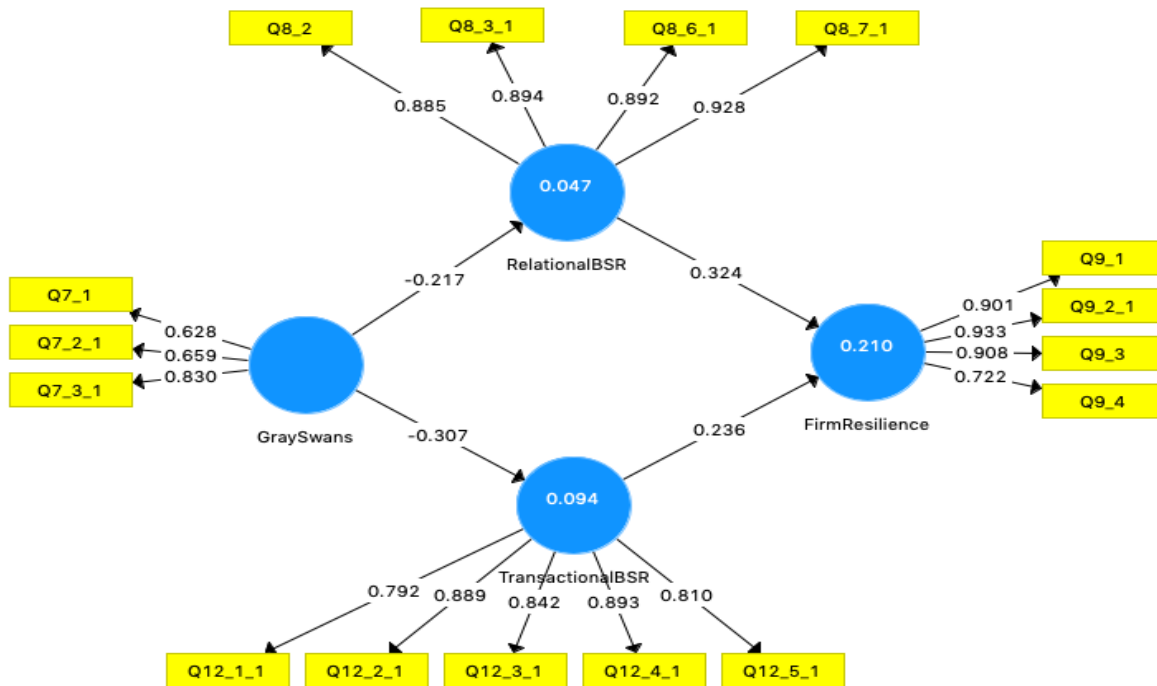 Q8_2
Q8_3_1
Q8_6_1
Q8_7_1
0.885
0.894
0.892
0.928
0.047
RelationalBSR
-0.217
0.324
Q7_1
Q7_2_1
Q7_3_1
0.628
0.659
0.830
GraySwans
-0.307
0.236
Q9_1
Q9_2_1
Q9_3
Q9_4
0.901
0.933
0.908
0.722
0.210
FirmResilience
0.094
TransactionalBSR
0.792
0.889
0.842
0.893
0.810
Q12_1_1
Q12_2_1
Q12_3_1
Q12_4_1
Q12_5_1